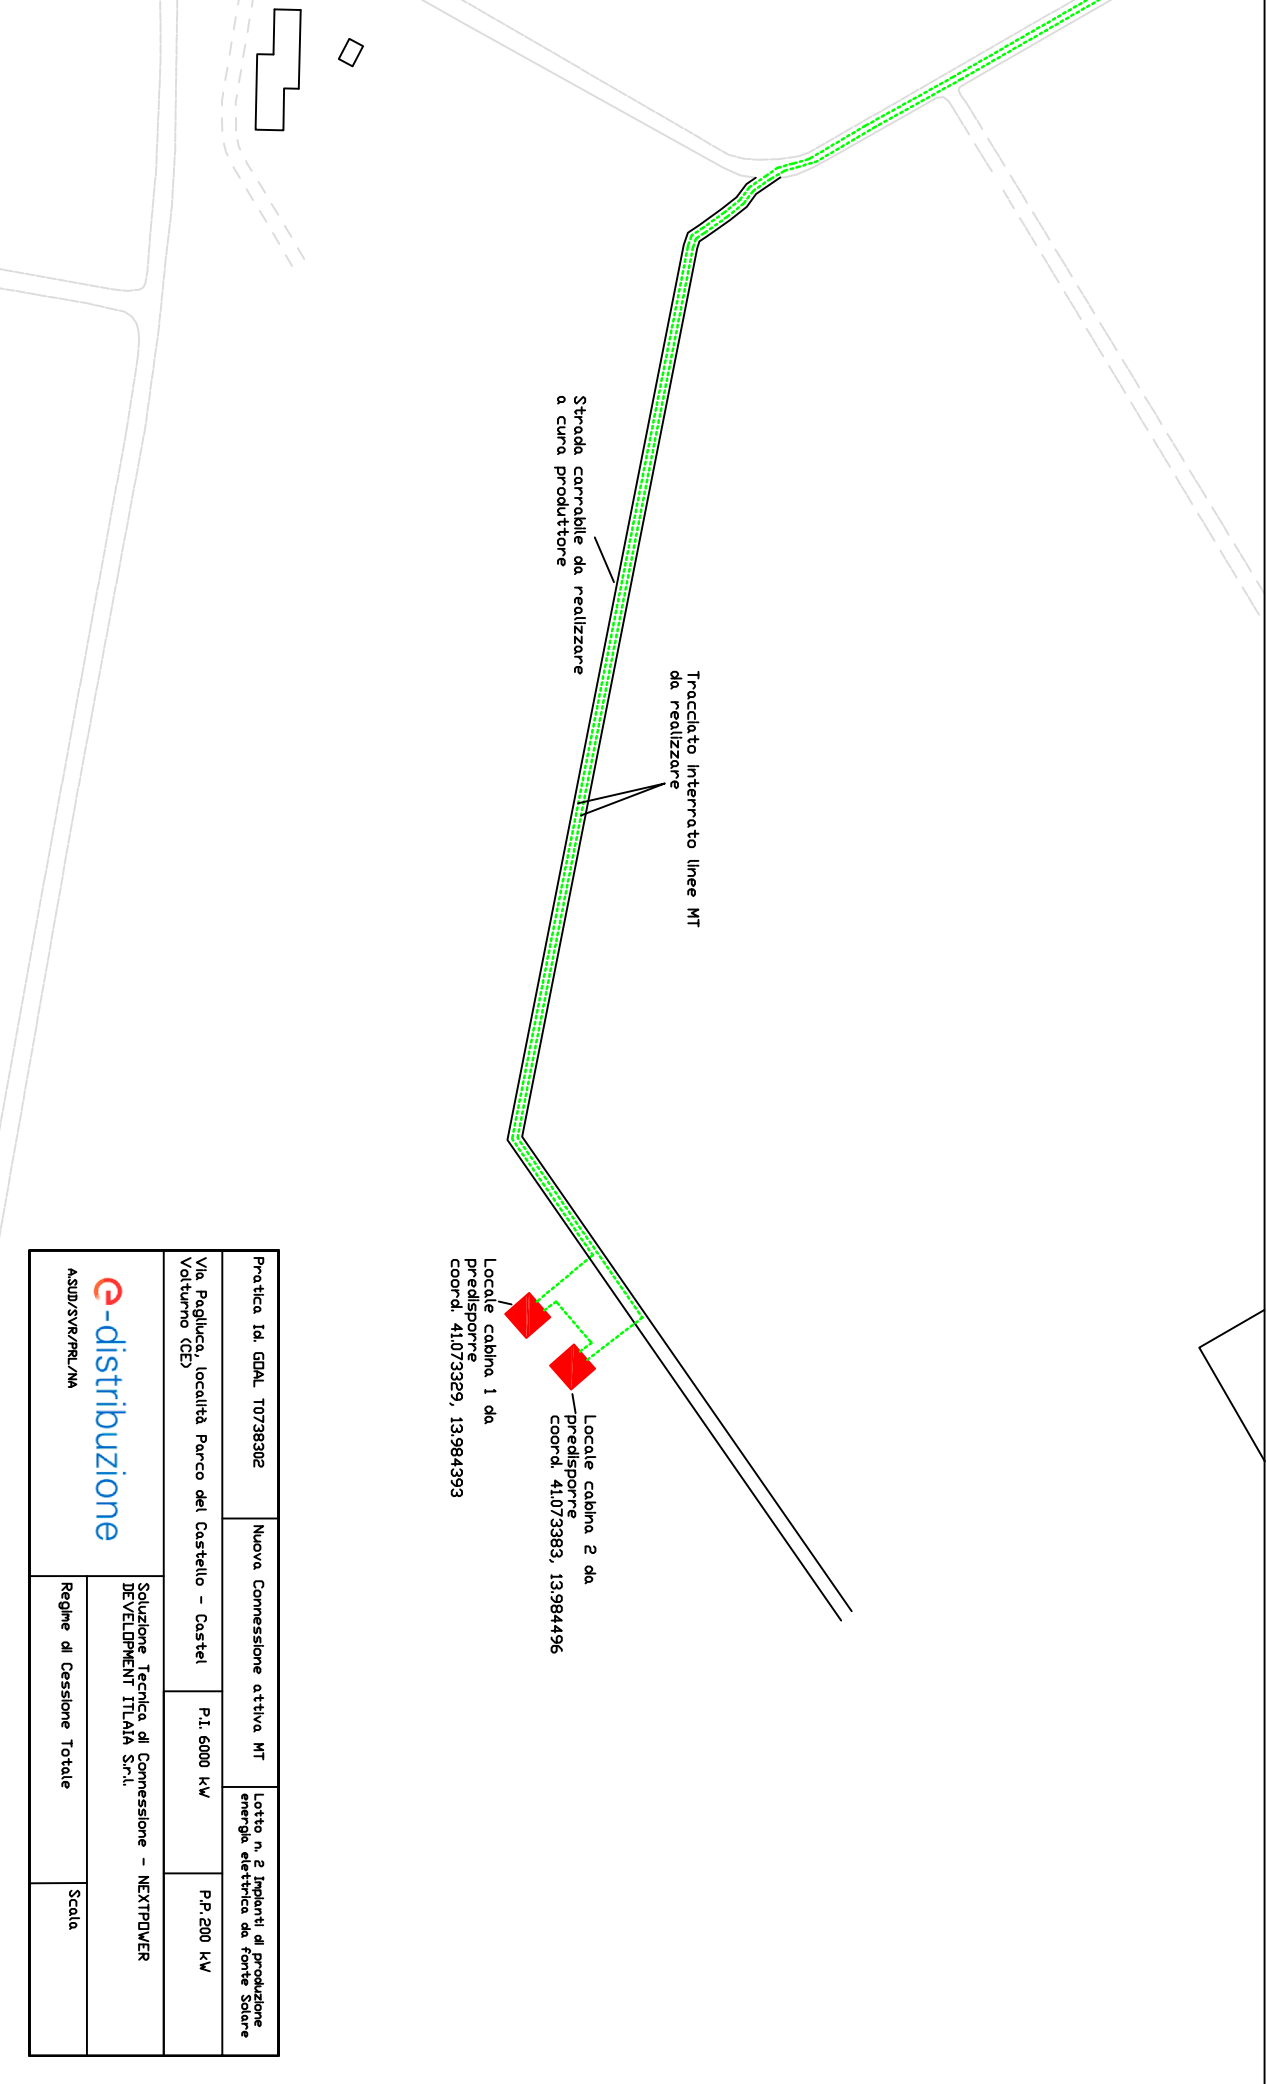 Strada carrabile da realizzare
a cura produttore
Tracciato interrato linee MT
da realizzare
Locale cabina 1 da
predisporre
coord. 41.073329, 13.984393
Locale cabina 2 da
predisporre
coord. 41.073383, 13.984496
Pratica Id. GOAL T0738302
Nuova Connessione attiva MT
Lotto n. 2 Impianti di produzione
energia elettrica da fonte Solare
Via Pagliuca, località Parco del Castello - Castel
Volturno (CE)
P.I. 6000 kW
P.P.200 kW
e-distribuzione
A.SUD/SVR/PRL/NA
Soluzione Tecnica di Connessione - NEXTPOWER
DEVELOPMENT ITLAIA S.r.l.
Regime di Cessione Totale
Scala